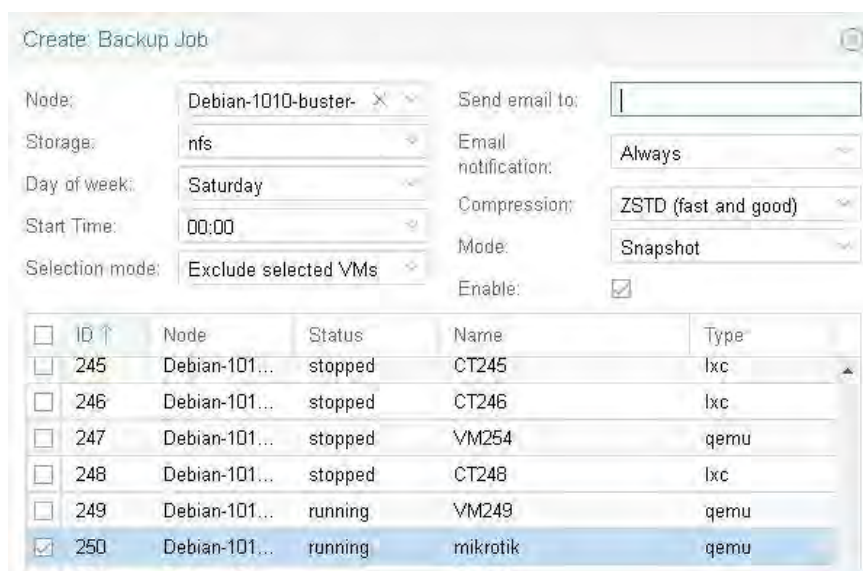 Create: Backup Job
Node: Debian-1010-buster-
Storage: nfs
Day of week: Saturday
Start Time: 00:00
Selection mode: Exclude selected VMs
Send email to:
Email notification: Always
Compression: ZSTD (fast and good)
Mode: Snapshot
Enable:
ID ↑ Node Status Name Type
245 Debian-101... stopped CT245 lxc
246 Debian-101... stopped CT246 lxc
247 Debian-101... stopped VM254 qemu
248 Debian-101... stopped CT248 lxc
249 Debian-101... running VM249 qemu
250 Debian-101... running mikrotik qemu